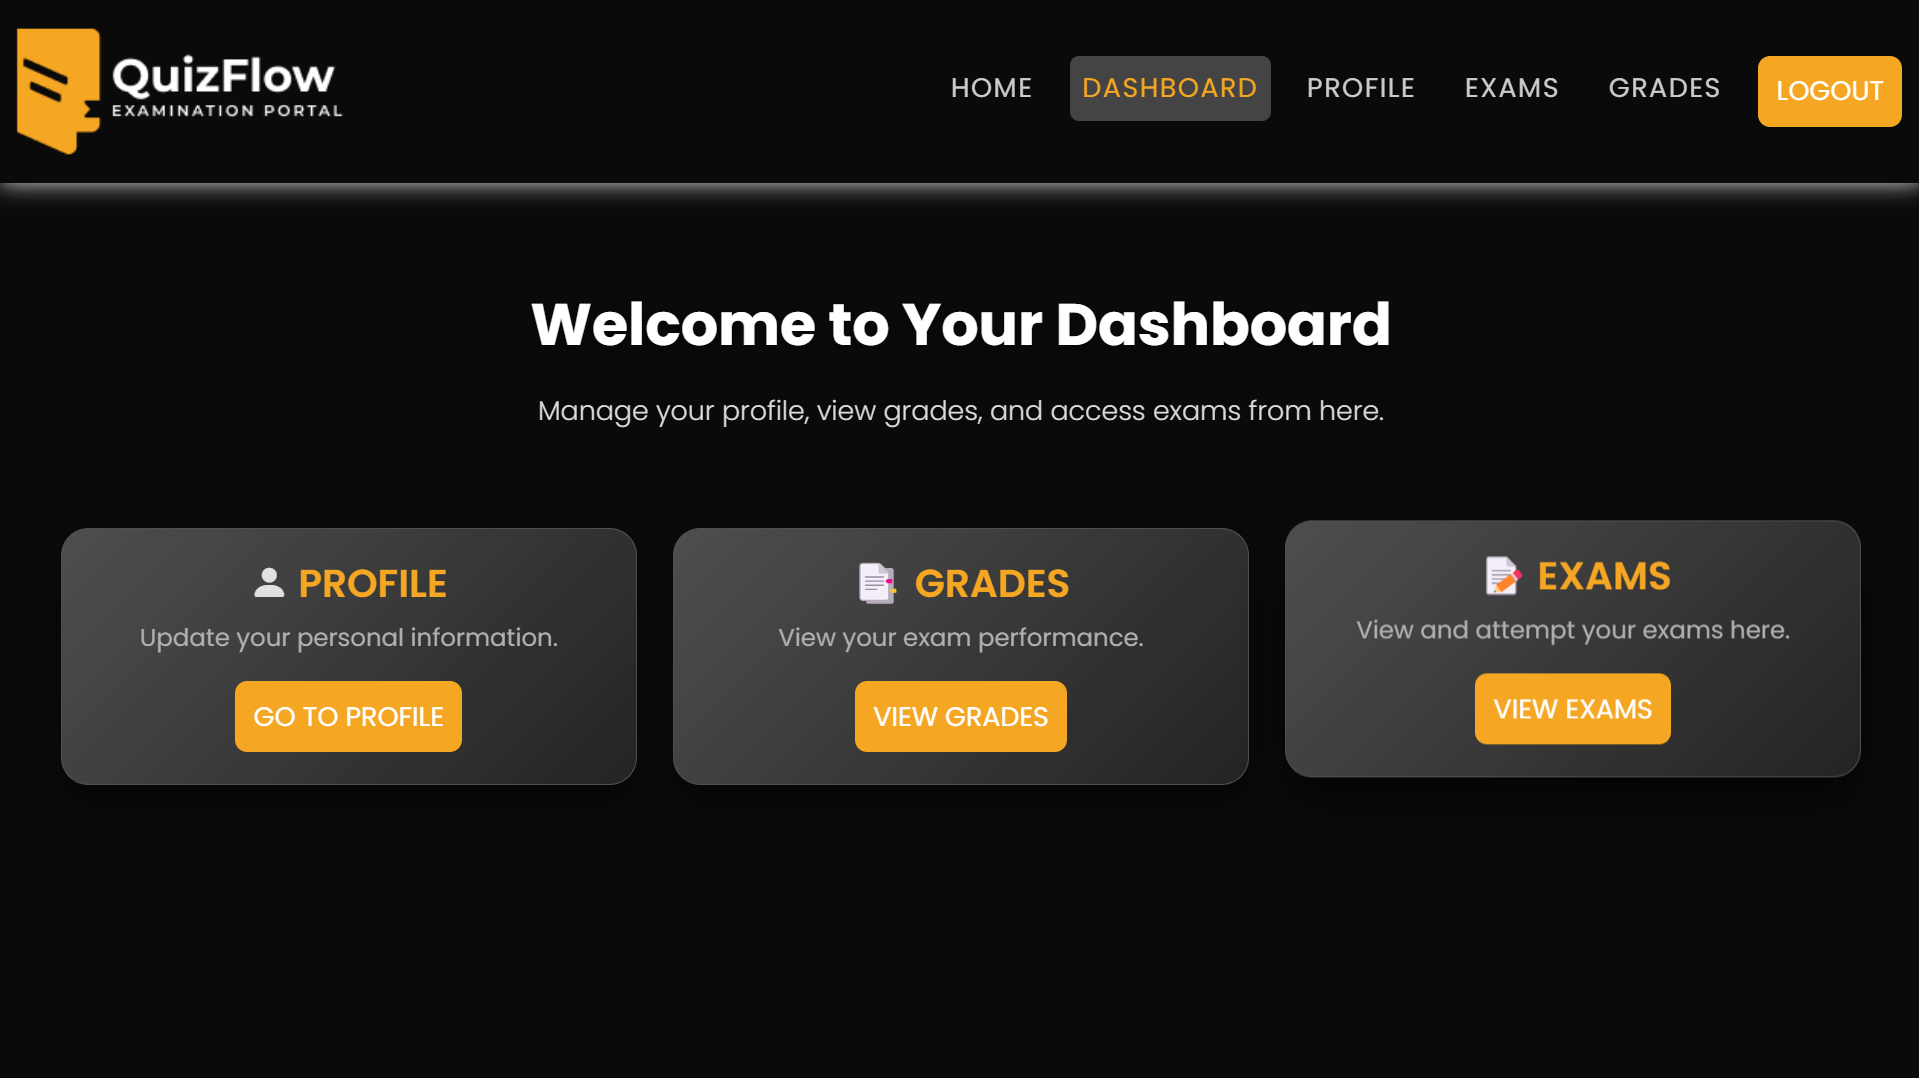 QuizFlow
EXAMINATION PORTAL
HOME
DASHBOARD
PROFILE
EXAMS
GRADES
LOGOUT
Welcome to Your Dashboard
Manage your profile, view grades, and access exams from here.
PROFILE
Update your personal information.
GO TO PROFILE
GRADES
View your exam performance.
VIEW GRADES
EXAMS
View and attempt your exams here.
VIEW EXAMS